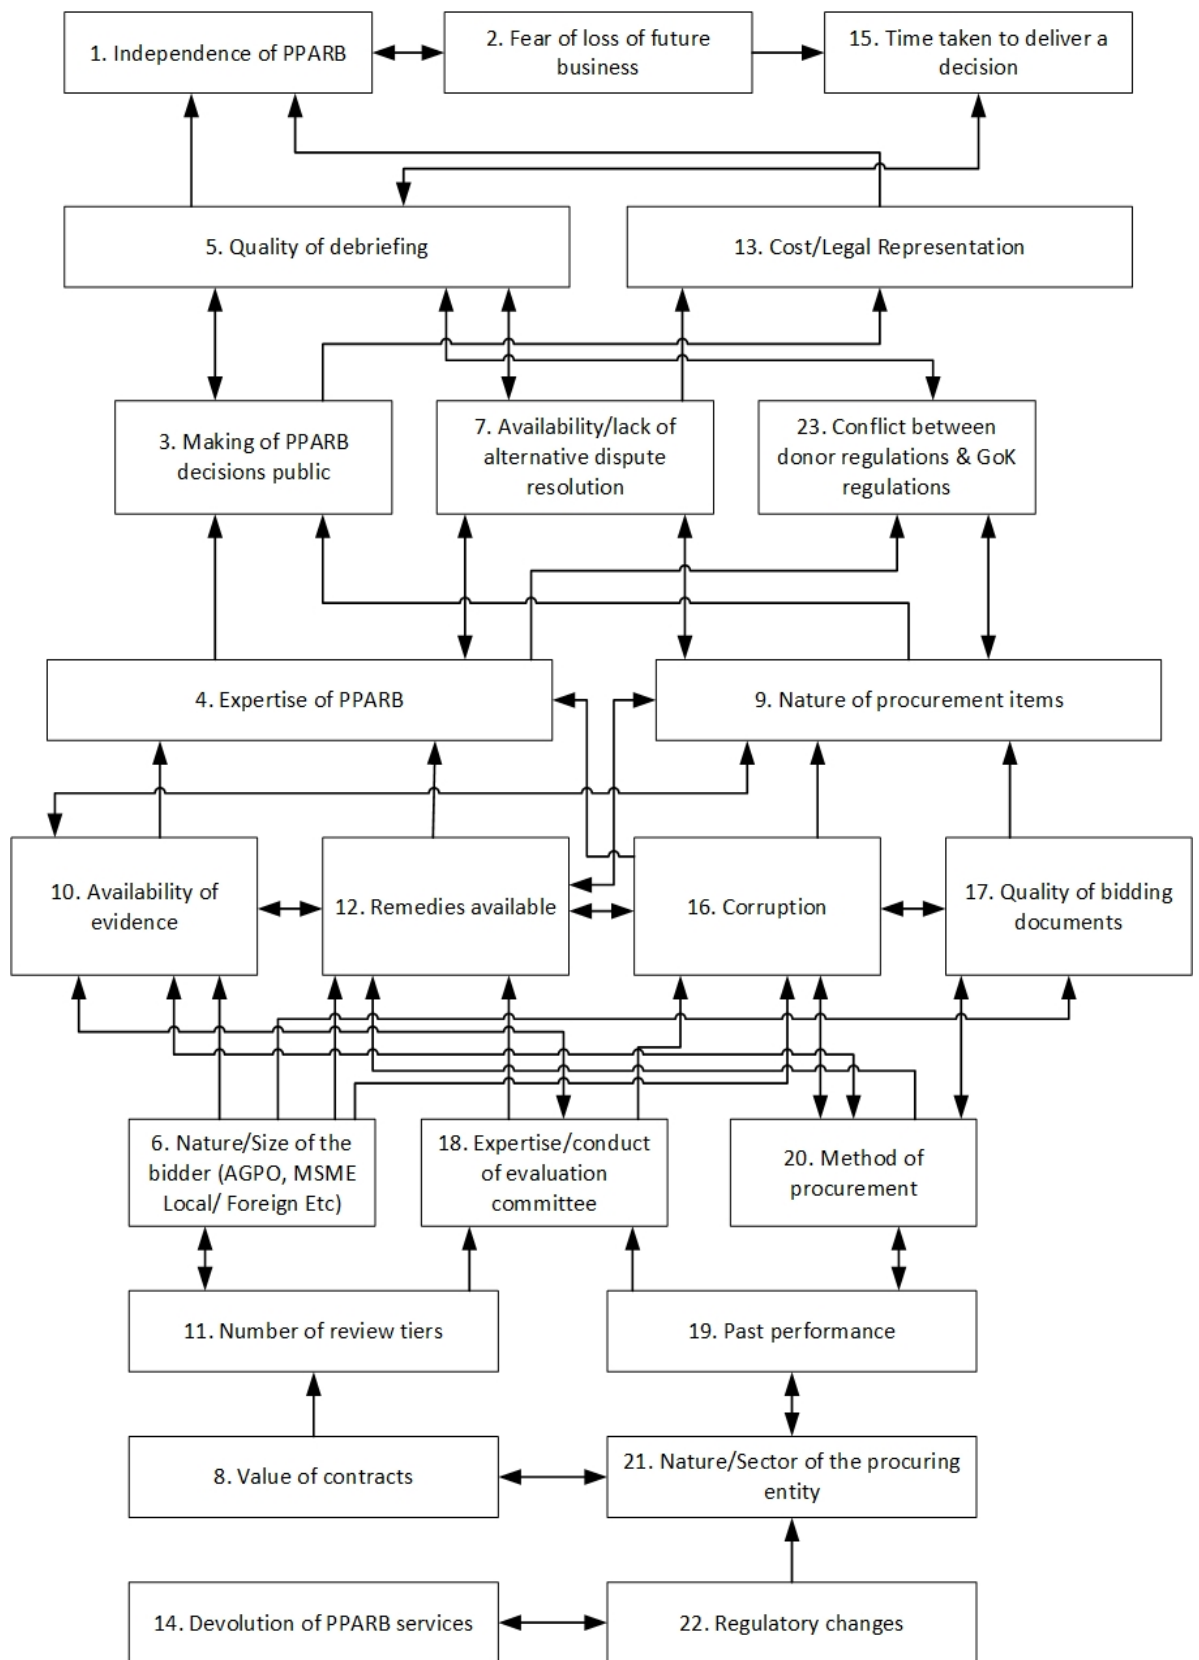 1. Independence of PPARB
2. Fear of loss of future
business
15. Time taken to deliver a
decision
5. Quality of debriefing
13. Cost/Legal Representation
3. Making of PPARB
decisions public
7. Availability/lack of
alternative dispute
resolution
23. Conflict between
donor regulations & GoK
regulations
4. Expertise of PPARB
9. Nature of procurement items
10. Availability of
evidence
12. Remedies available
16. Corruption
17. Quality of bidding
documents
6. Nature/Size of the
bidder (AGPO, MSME
Local/ Foreign Etc)
18. Expertise/conduct
of evaluation
committee
20. Method of
procurement
11. Number of review tiers
19. Past performance
8. Value of contracts
21. Nature/Sector of the procuring
entity
14. Devolution of PPARB services
22. Regulatory changes